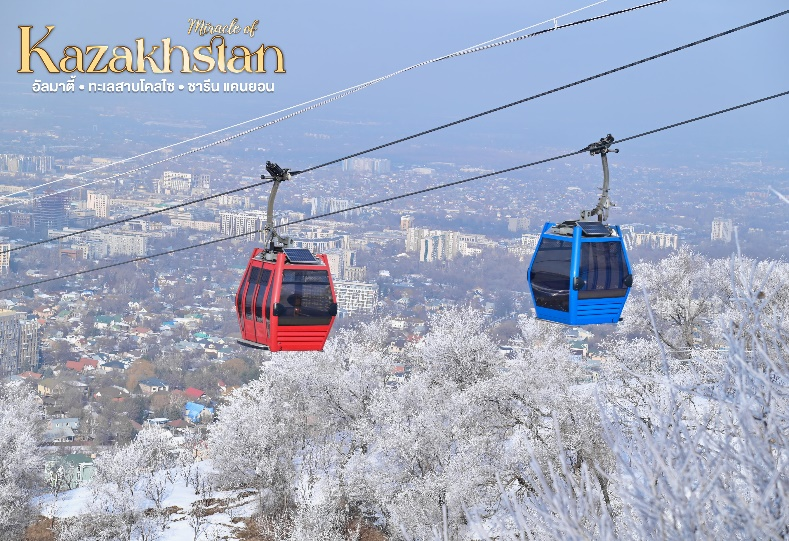 Miracle of
Kazakhstan
อัลมาตี้ • ทะเลสาบโคลไซ • ชาริน แคนยอน